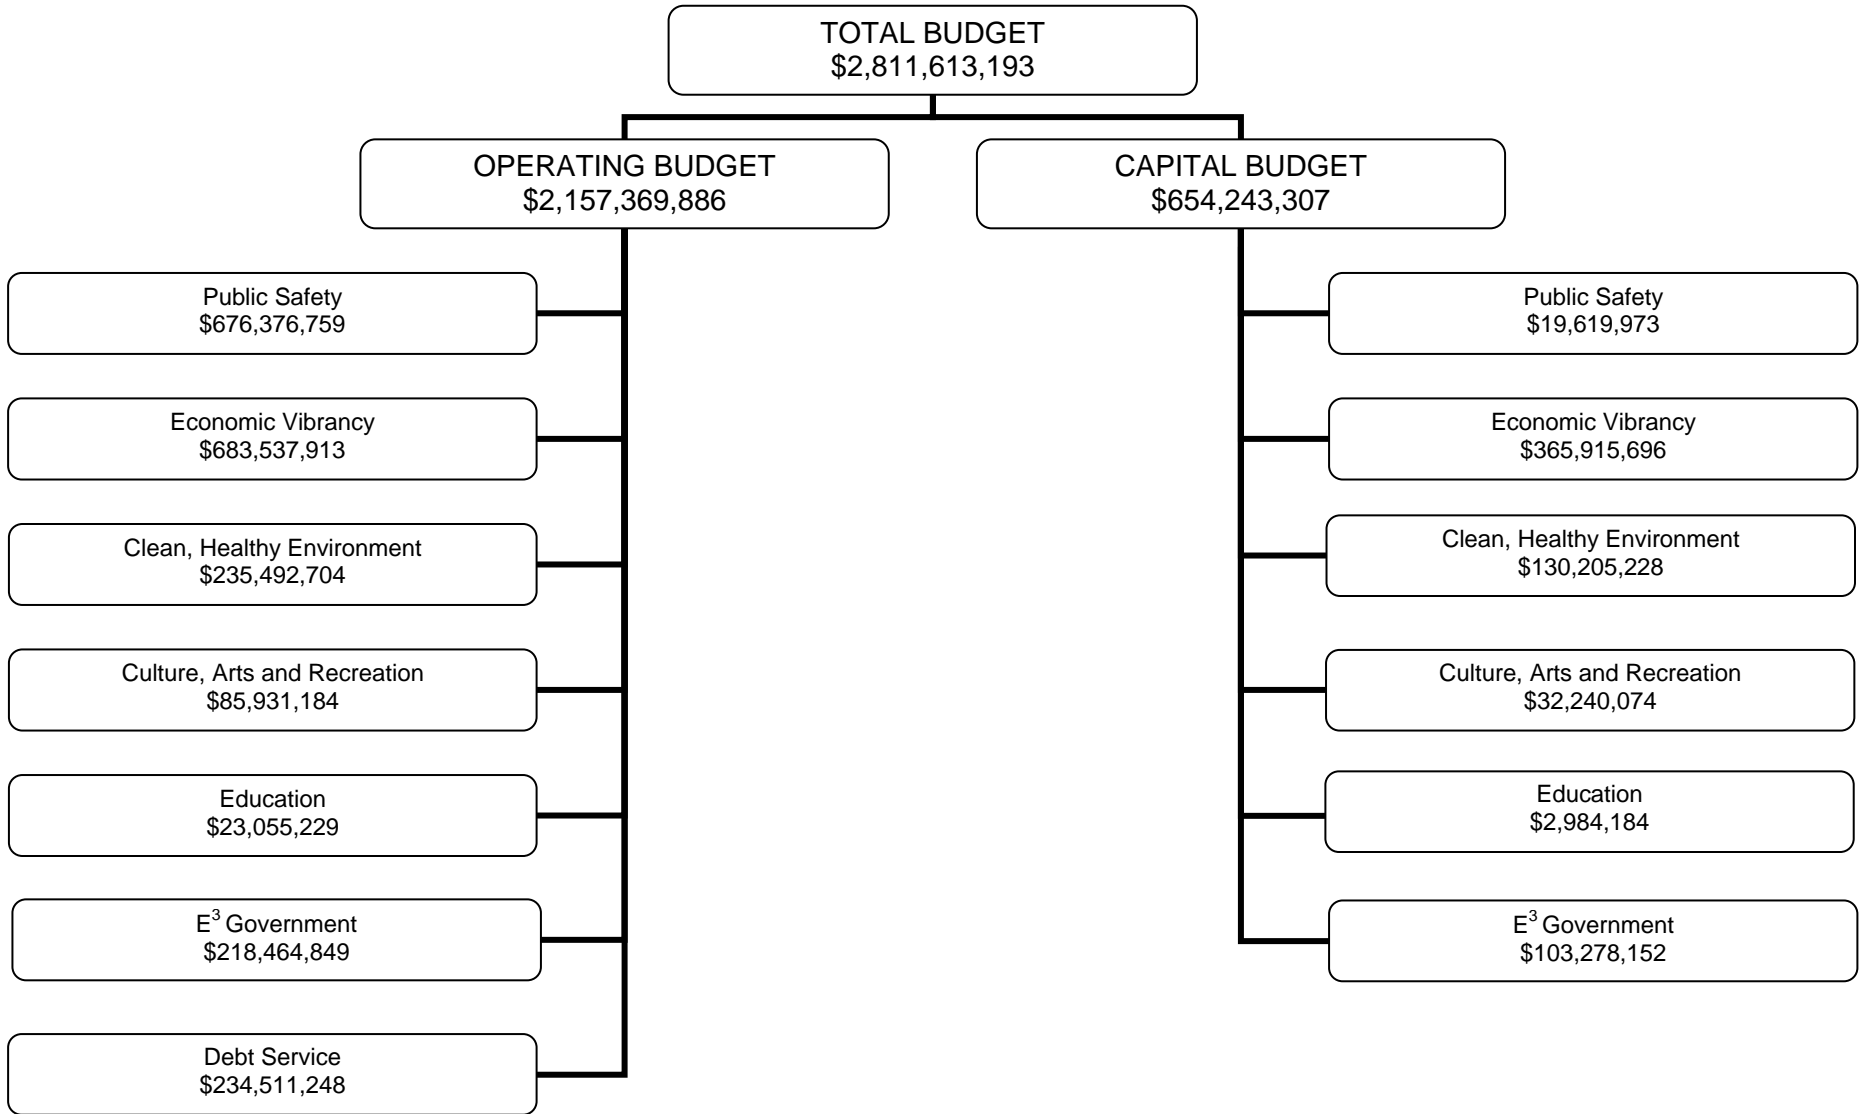 TOTAL BUDGET
$2,811,613,193
OPERATING BUDGET
$2,157,369,886
CAPITAL BUDGET
$654,243,307
Public Safety
$676,376,759
Economic Vibrancy
$683,537,913
Clean, Healthy Environment
$235,492,704
Culture, Arts and Recreation
$85,931,184
Education
$23,055,229
E³ Government
$218,464,849
Debt Service
$234,511,248
Public Safety
$19,619,973
Economic Vibrancy
$365,915,696
Clean, Healthy Environment
$130,205,228
Culture, Arts and Recreation
$32,240,074
Education
$2,984,184
E³ Government
$103,278,152